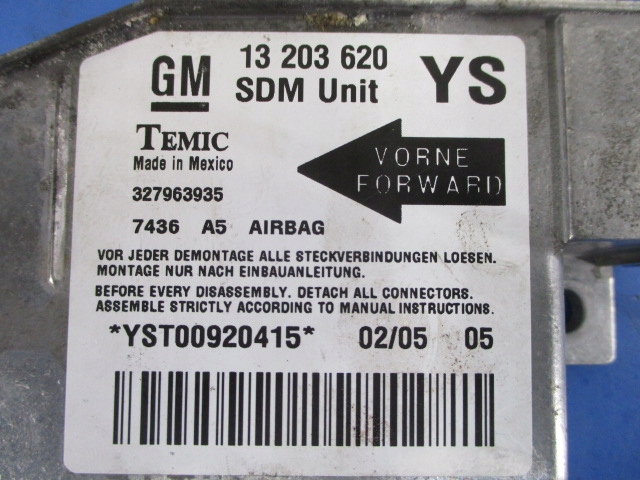 GM
13 203 620
SDM Unit
YS
TEMIC
Made in Mexico
327963935
VORNE
FORWARD
7436 A5 AIRBAG
VOR JEDER DEMONTAGE ALLE STECKVERBINDUNGEN LOESEN.
MONTAGE NUR NACH EINBAUANLEITUNG.
BEFORE EVERY DISASSEMBLY. DETACH ALL CONNECTORS.
ASSEMBLE STRICTLY ACCORDING TO MANUAL INSTRUCTIONS.
*YST00920415* 02/05 05